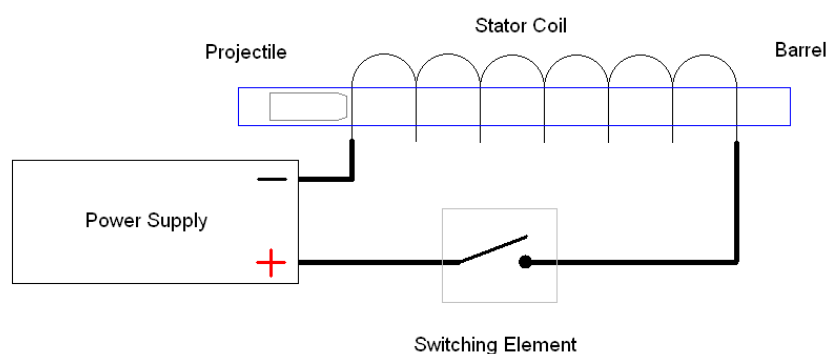 Stator Coil
Projectile
Barrel
Power Supply
−
+
Switching Element